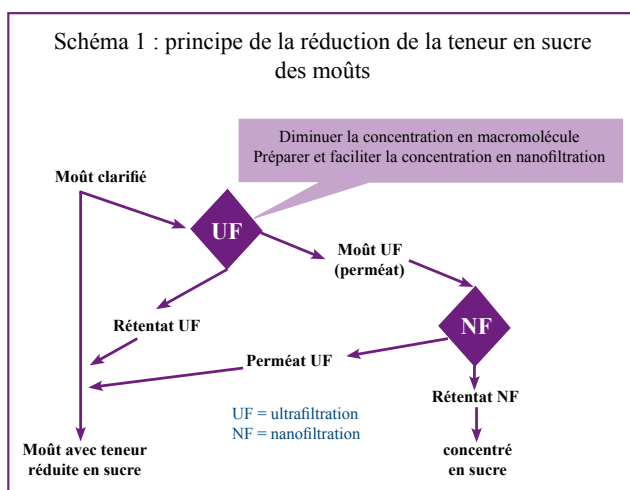 Schéma 1 : principe de la réduction de la teneur en sucre
des moûts
Diminuer la concentration en macromolécule
Préparer et faciliter la concentration en nanofiltration
Moût clarifié
UF
Moût UF
(perméat)
NF
Rétentat UF
Perméat UF
Rétentat NF
UF = ultrafiltration
NF = nanofiltration
Moût avec teneur
réduite en sucre
concentré
en sucre